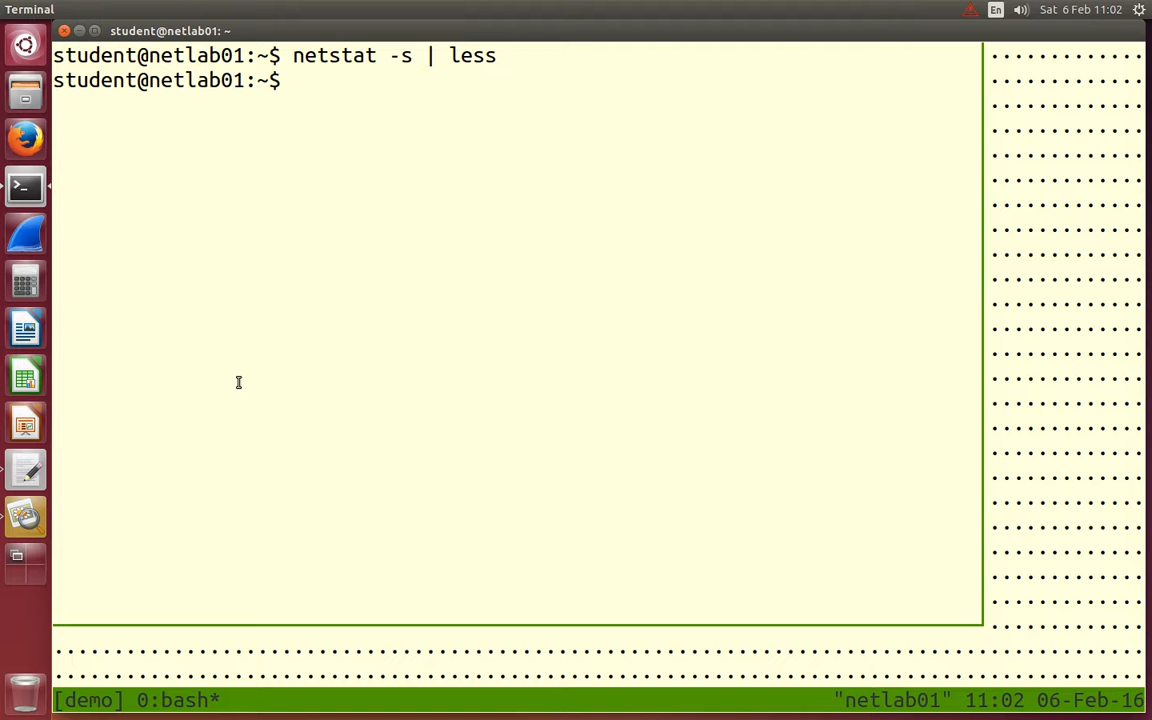 Terminal
En
Sat 6 Feb 11:02
student@netlab01: ~
student@netlab01:~$ netstat -s | less
student@netlab01:~$
[demo] 0:bash*
"netlab01" 11:02 06-Feb-16